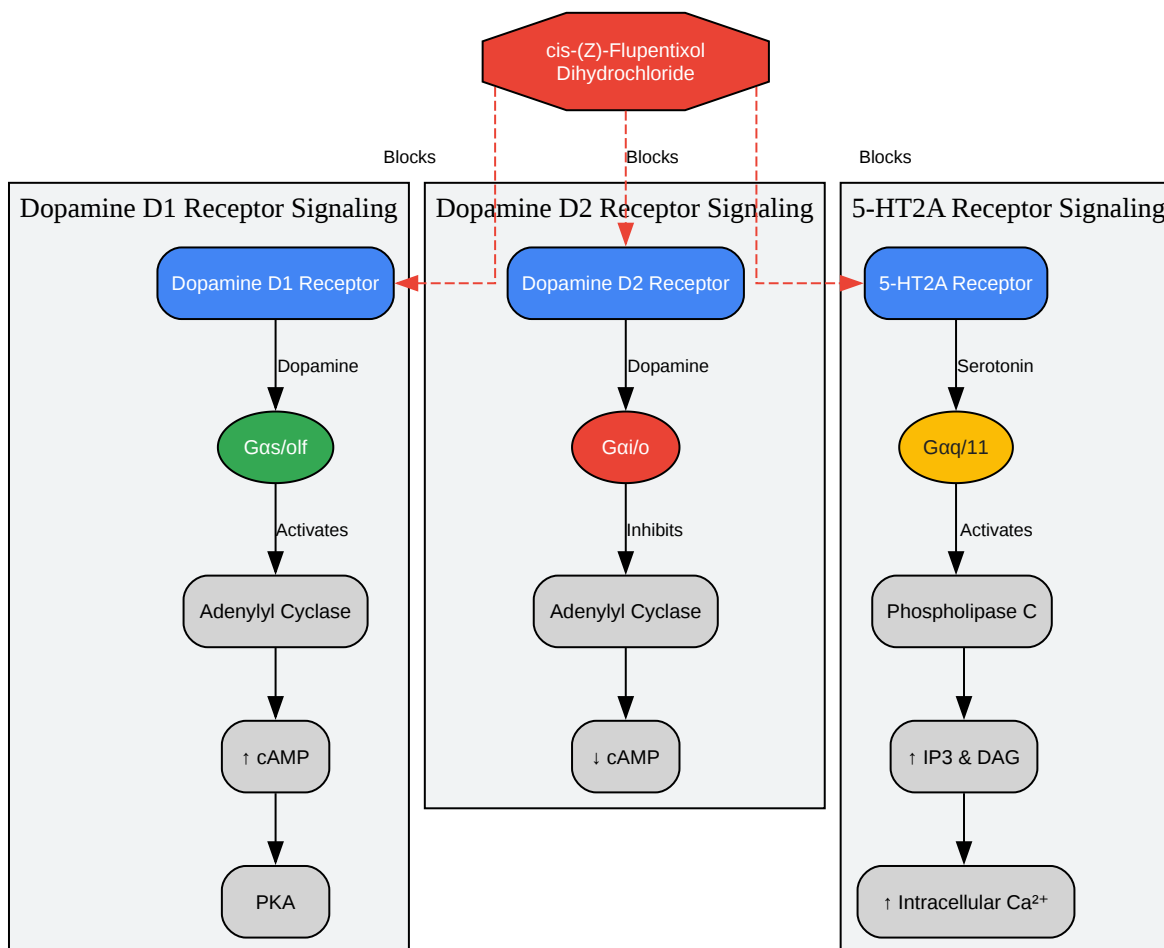 cis-(Z)-Flupentixol
Dihydrochloride
Blocks
Blocks
Blocks
Dopamine D1 Receptor Signaling
Dopamine D2 Receptor Signaling
5-HT2A Receptor Signaling
Dopamine D1 Receptor
Dopamine D2 Receptor
5-HT2A Receptor
Dopamine
Dopamine
Serotonin
Gαs/olf
Gαi/o
Gαq/11
Activates
Inhibits
Activates
Adenylyl Cyclase
Adenylyl Cyclase
Phospholipase C
↑ cAMP
↓ cAMP
↑ IP3 & DAG
PKA
↑ Intracellular Ca²⁺